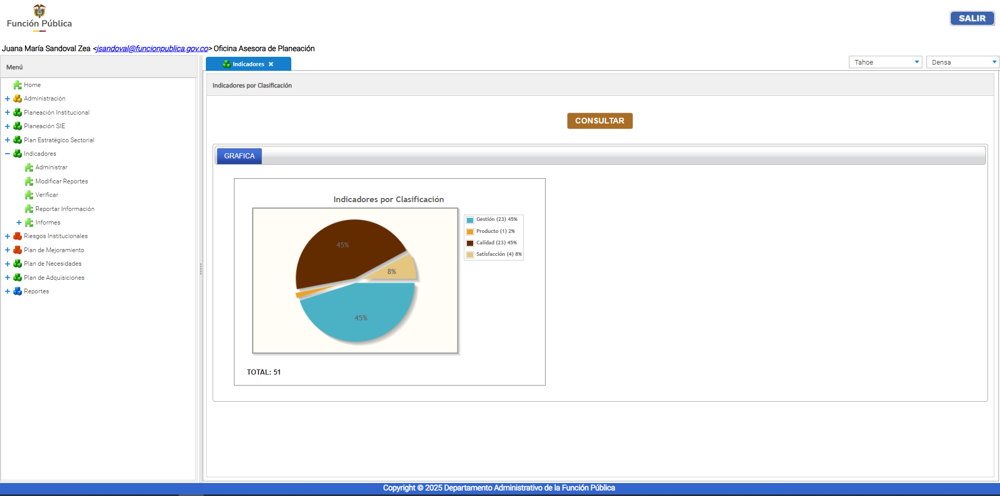 Función Pública
SALIR
Juana María Sandoval Zea <jsandoval@funcionpublica.gov.co> Oficina Asesora de Planeación
Menú
Home
Administración
Planeación Institucional
Planeación SIE
Plan Estratégico Sectorial
Indicadores
Administrar
Modificar Reportes
Verificar
Reportar Información
Informes
Riesgos Institucionales
Plan de Mejoramiento
Plan de Necesidades
Plan de Adquisiciones
Reportes
Indicadores
Tahoe
Densa
Indicadores por Clasificación
CONSULTAR
GRAFICA
Indicadores por Clasificación
45%
8%
45%
Gestión (23) 45%
Producto (1) 2%
Calidad (23) 45%
Satisfacción (4) 8%
TOTAL: 51
Copyright © 2025 Departamento Administrativo de la Función Pública